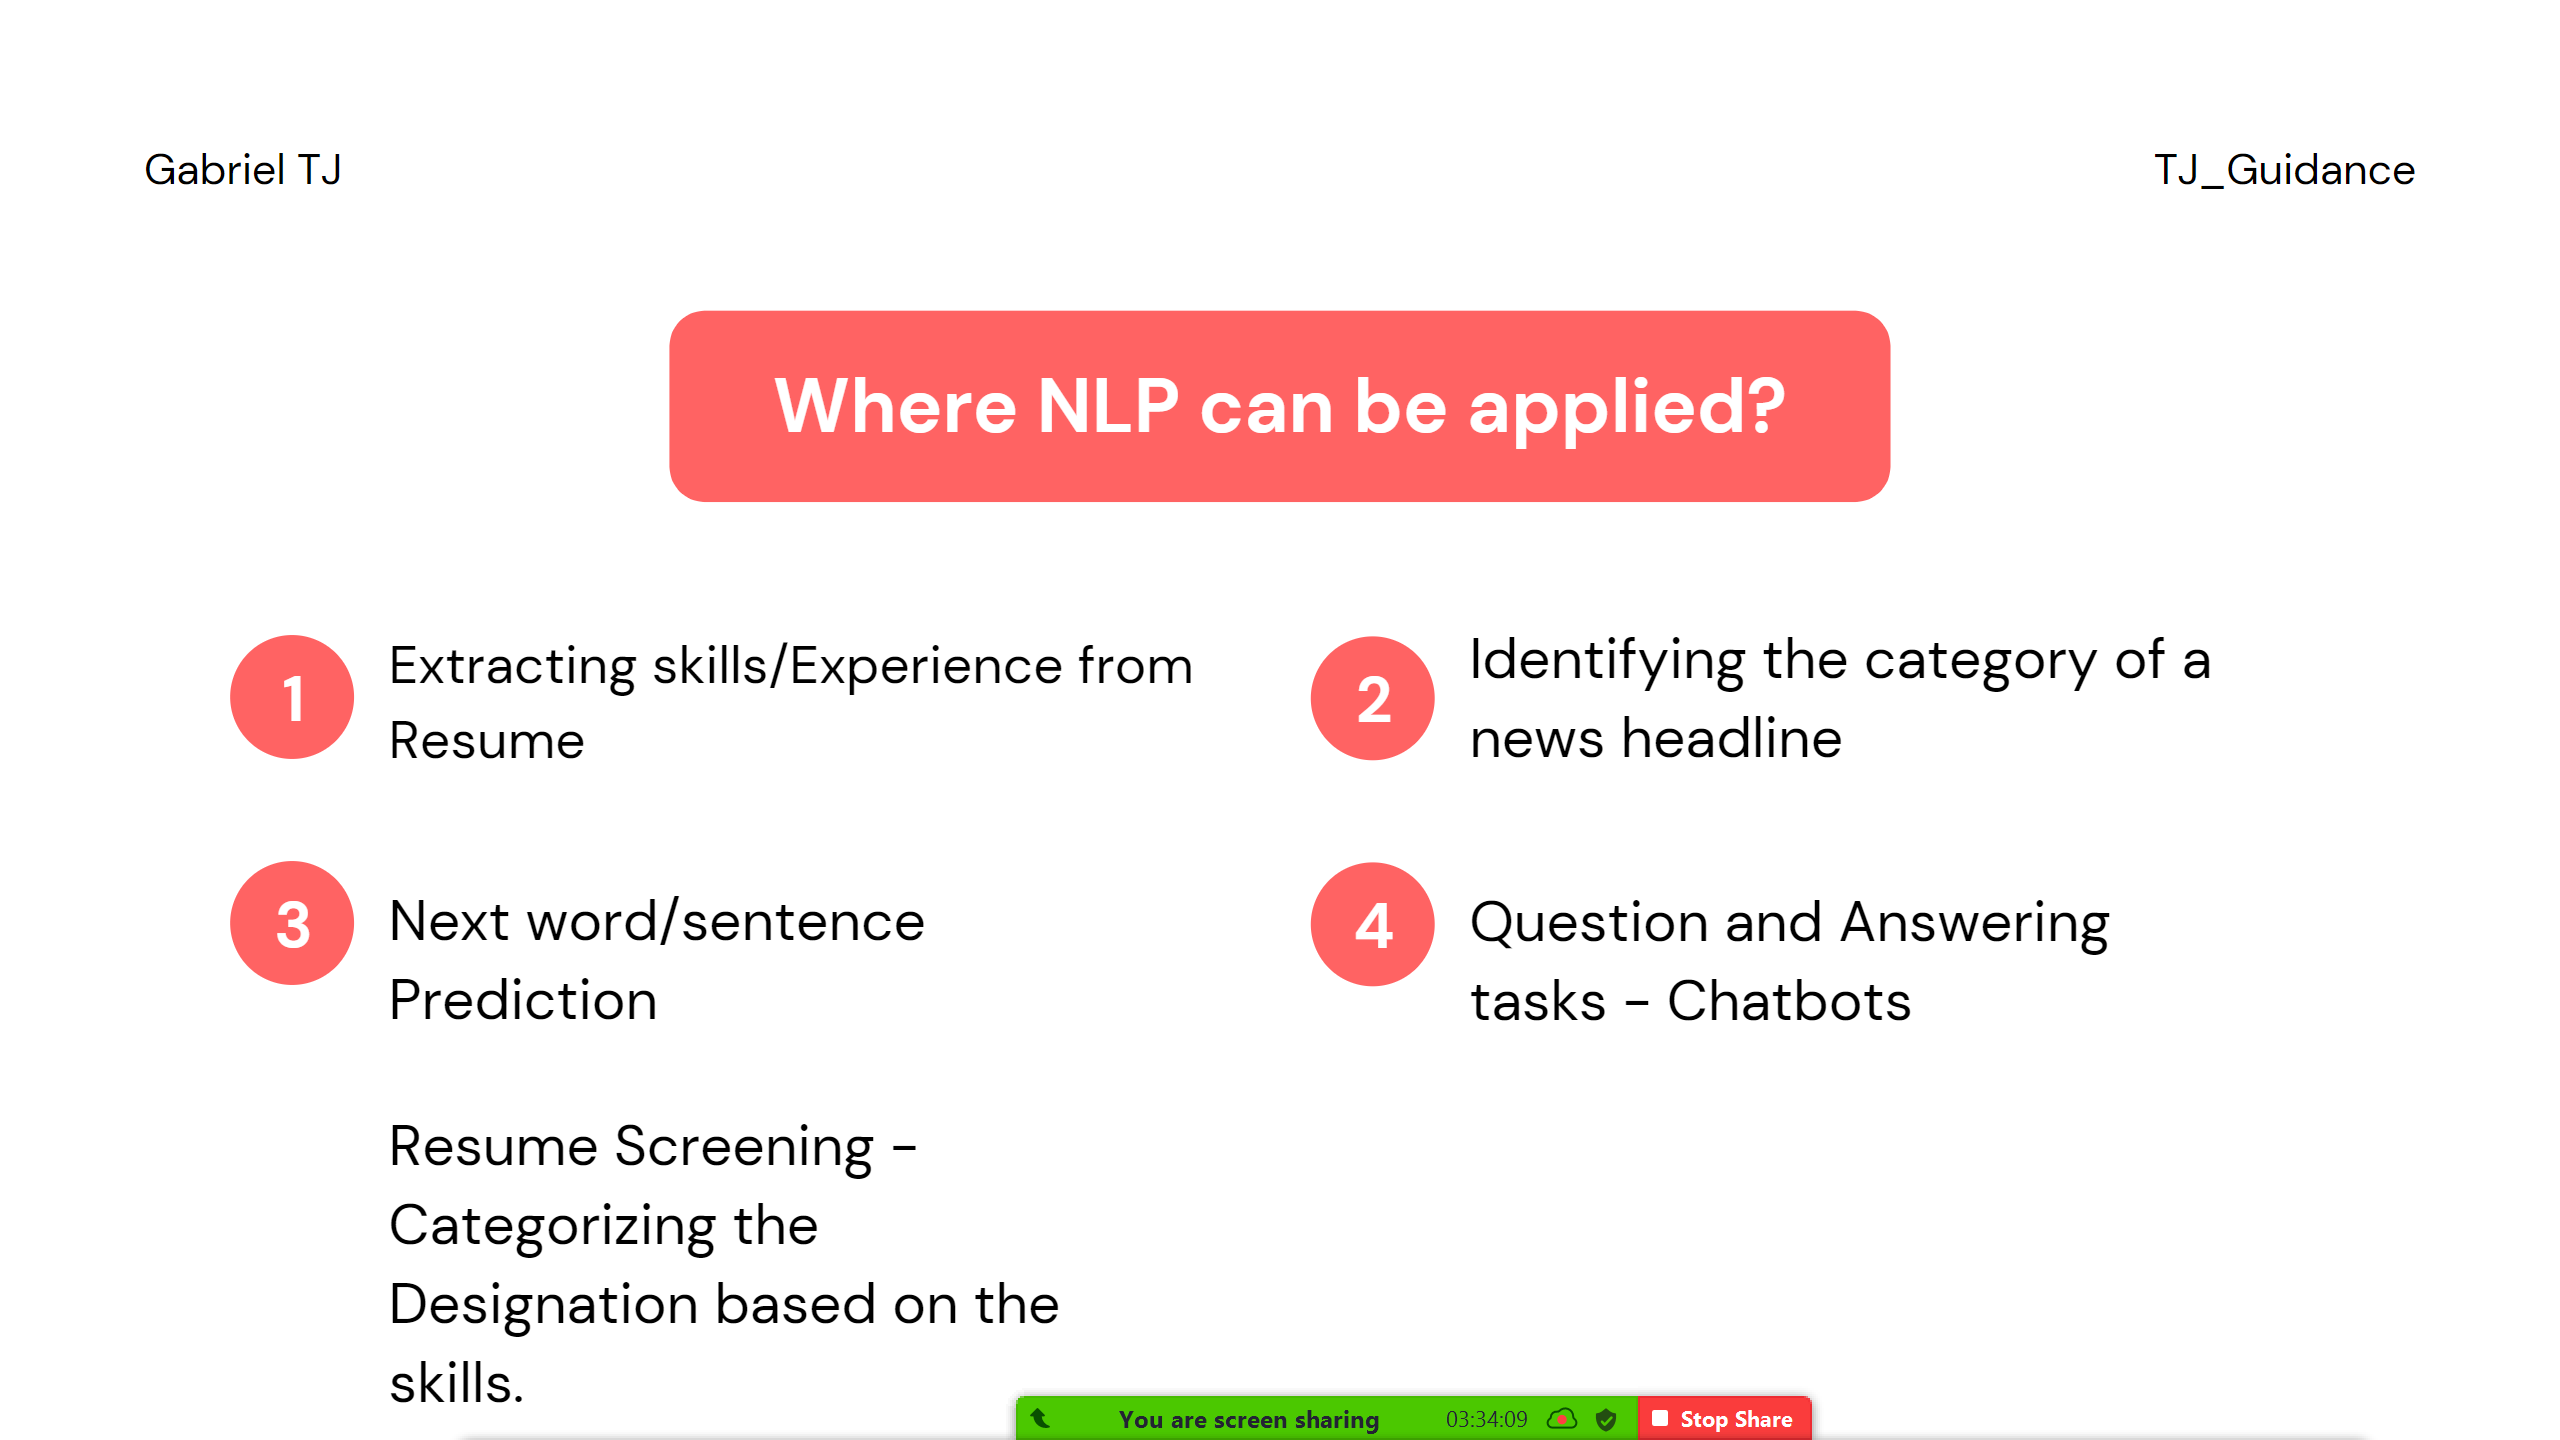 Gabriel TJ
TJ_Guidance
Where NLP can be applied?
1
Extracting skills/Experience from
Resume
2
Identifying the category of a
news headline
3
Next word/sentence
Prediction
4
Question and Answering
tasks - Chatbots
Resume Screening -
Categorizing the
Designation based on the
skills.
You are screen sharing
03:34:09
Stop Share